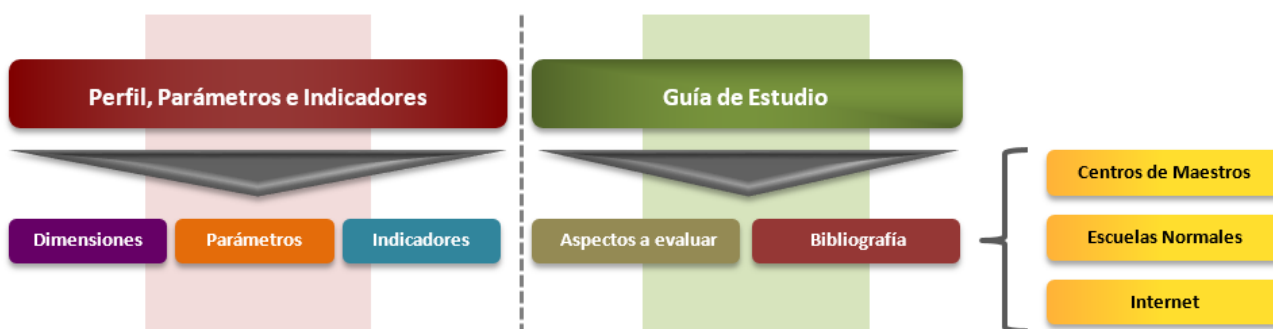 Perfil, Parámetros e Indicadores
Guía de Estudio
Dimensiones
Parámetros
Indicadores
Aspectos a evaluar
Bibliografía
Centros de Maestros
Escuelas Normales
Internet